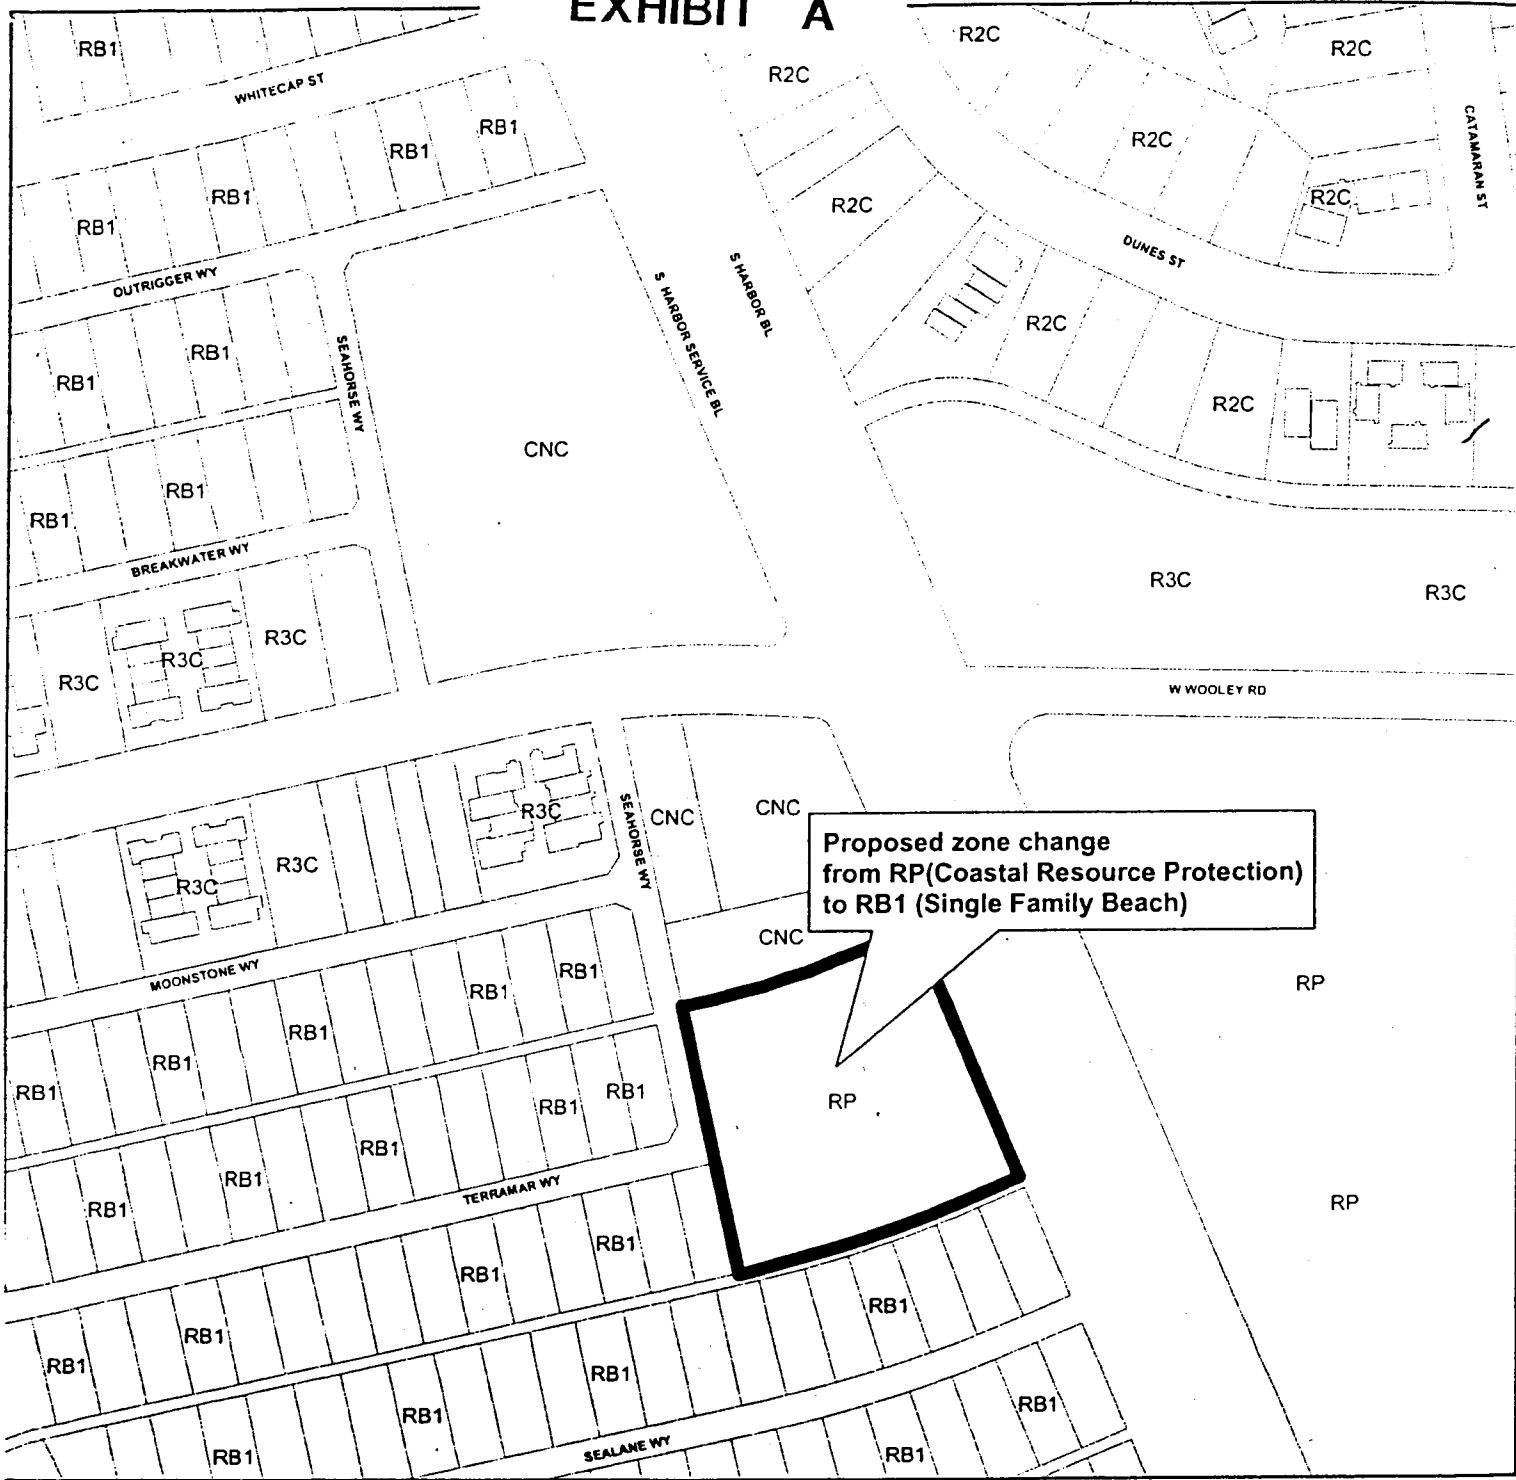 EXHIBIT A
RB1
R2C
R2C
R2C
WHITECAP ST
RB1
RB1
R2C
CATAMARAN ST
RB1
RB1
R2C
R2C
DUNES ST
OUTRIGGER WY
S HARBOR SERVICE BL
S HARBOR BL
RB1
RB1
SEAHORSE WY
R2C
R2C
CNC
RB1
RB1
BREAKWATER WY
R3C
R3C
R3C
R3C
R3C
W WOOLEY RD
R3C
R3C
R3C
SEAHORSE WY
CNC
CNC
Proposed zone change
from RP(Coastal Resource Protection)
to RB1 (Single Family Beach)
CNC
MOONSTONE WY
RB1
RB1
RB1
RB1
RB1
RP
RP
RB1
RB1
RB1
RB1
RB1
TERRAMAR WY
RP
RB1
RB1
RB1
RB1
RB1
RB1
RB1
RB1
RB1
RB1
SEALANE WY
RB1